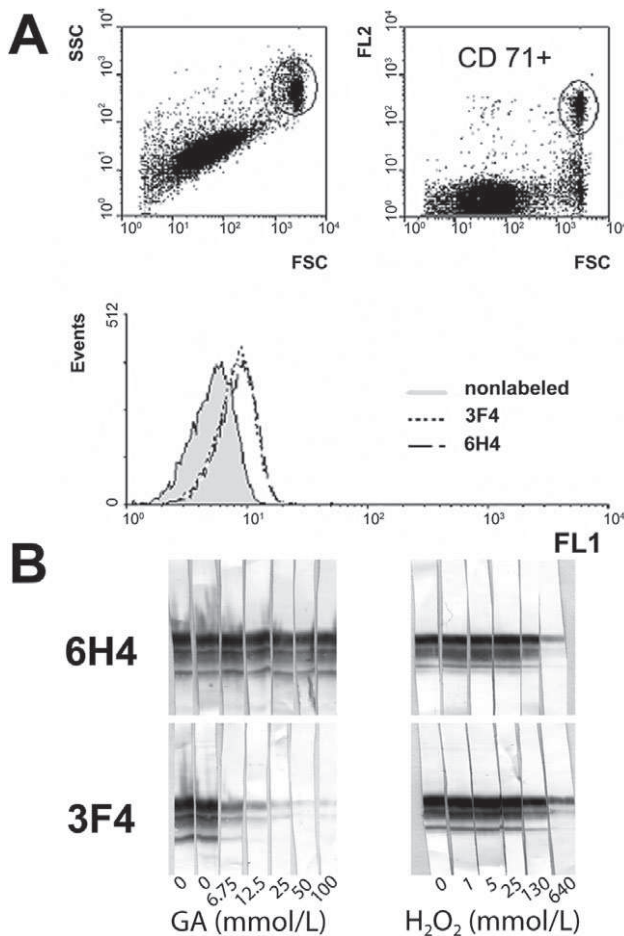 A
SSC
10⁴
10³
10²
10¹
10⁰
10⁰ 10¹ 10² 10³ 10⁴
FSC
FL2
CD 71+
10⁴
10³
10²
10¹
10⁰
10⁰ 10¹ 10² 10³ 10⁴
FSC
Events
512
0
10⁰ 10¹ 10² 10³ 10⁴
FL1
nonlabeled
3F4
6H4
B
6H4
3F4
0 0 6.75 12.5 25 50 100
GA (mmol/L)
0 1 5 25 130 640
H₂O₂ (mmol/L)